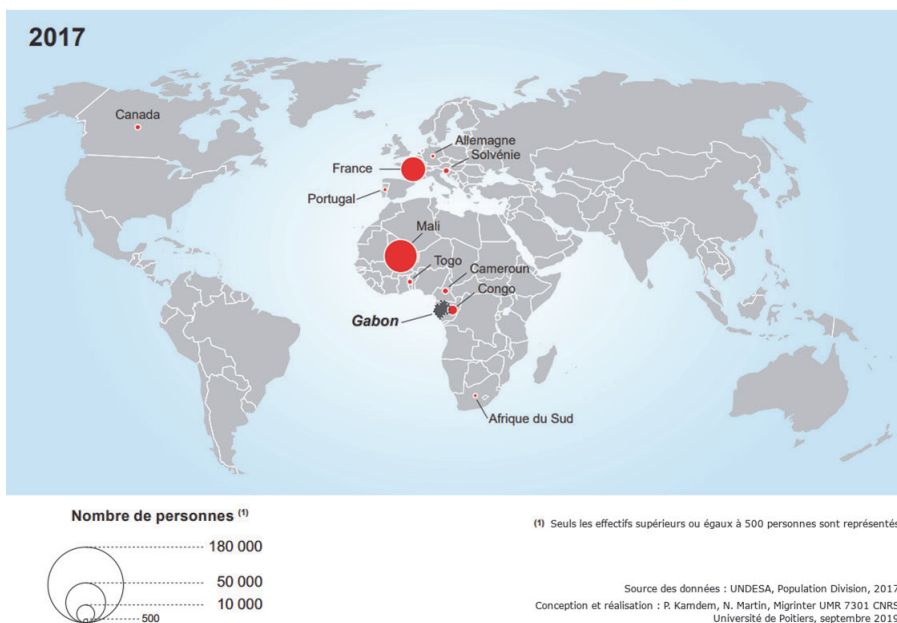 2017
Canada
Allemagne
Solvénie
France
Portugal
Mali
Togo
Cameroun
Congo
Gabon
Afrique du Sud
Nombre de personnes (1)
180 000
50 000
10 000
500
(1) Seuls les effectifs supérieurs ou égaux à 500 personnes sont représentés
Source des données : UNDESA, Population Division, 2017
Conception et réalisation : P. Kamdem, N. Martin, Migrinter UMR 7301 CNRS
Université de Poitiers, septembre 2019